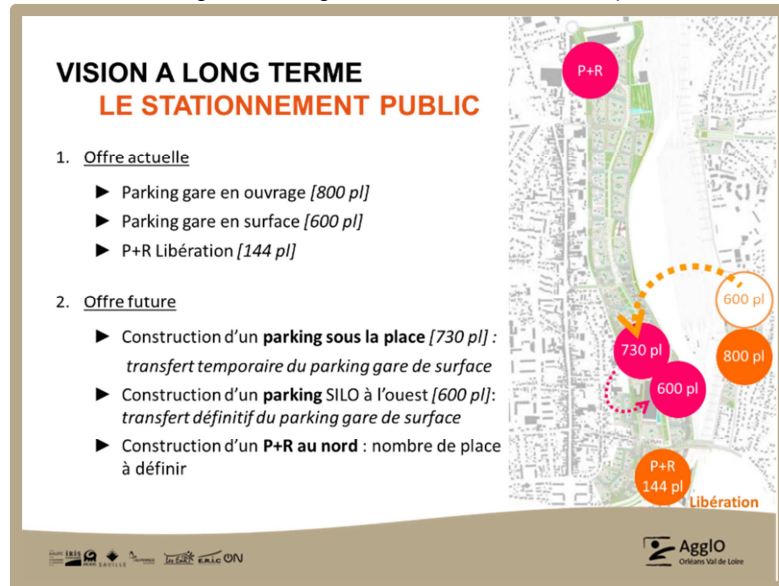 VISION A LONG TERME
LE STATIONNEMENT PUBLIC
1. Offre actuelle
► Parking gare en ouvrage [800 pl]
► Parking gare en surface [600 pl]
► P+R Libération [144 pl]
2. Offre future
► Construction d'un parking sous la place [730 pl] :
transfert temporaire du parking gare de surface
► Construction d'un parking SILO à l'ouest [600 pl]:
transfert définitif du parking gare de surface
► Construction d'un P+R au nord : nombre de place
à définir
P+R
600 pl
730 pl
800 pl
600 pl
P+R
144 pl
Libération
IRIS
SAVILLE
E.R.I.C
ON
AgglO
Orléans Val de Loire